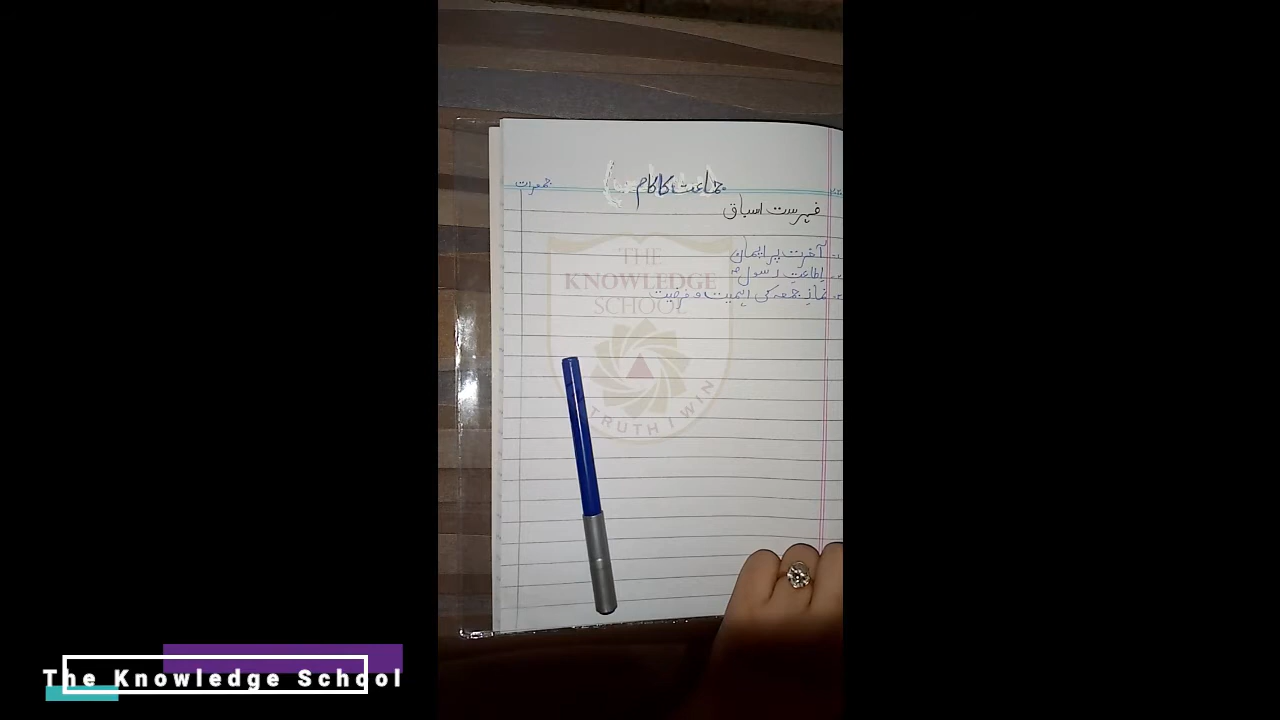 جماعت کا کام
جمعرات
فہرست اسباق
آخرت پر ایمان
اطاعتِ رسولؐ
نمازِ جمعہ کی اہمیت و فرضیت
THE
KNOWLEDGE
SCHOOL
TRUTH I WIN
The Knowledge School